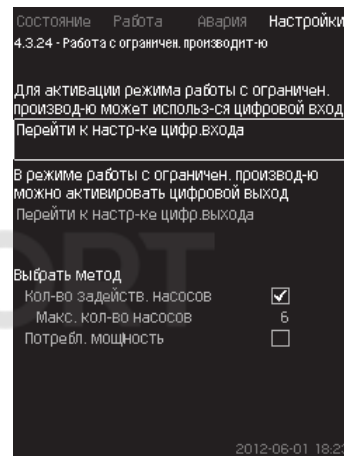 Состояние Работа Авария Настройки
4.3.24 - Работа с ограничен. производит-ю
Для активации режима работы с ограничен.
производ-ю может использ-ся цифровой вход
Перейти к настр-ке цифр.входа
В режиме работы с ограничен. производ-ю
можно активировать цифровой выход
Перейти к настр-ке цифр.выхода
Выбрать метод
Кол-во задейств. насосов
Макс. кол-во насосов 6
Потребл. мощность
2012-06-01 18:23